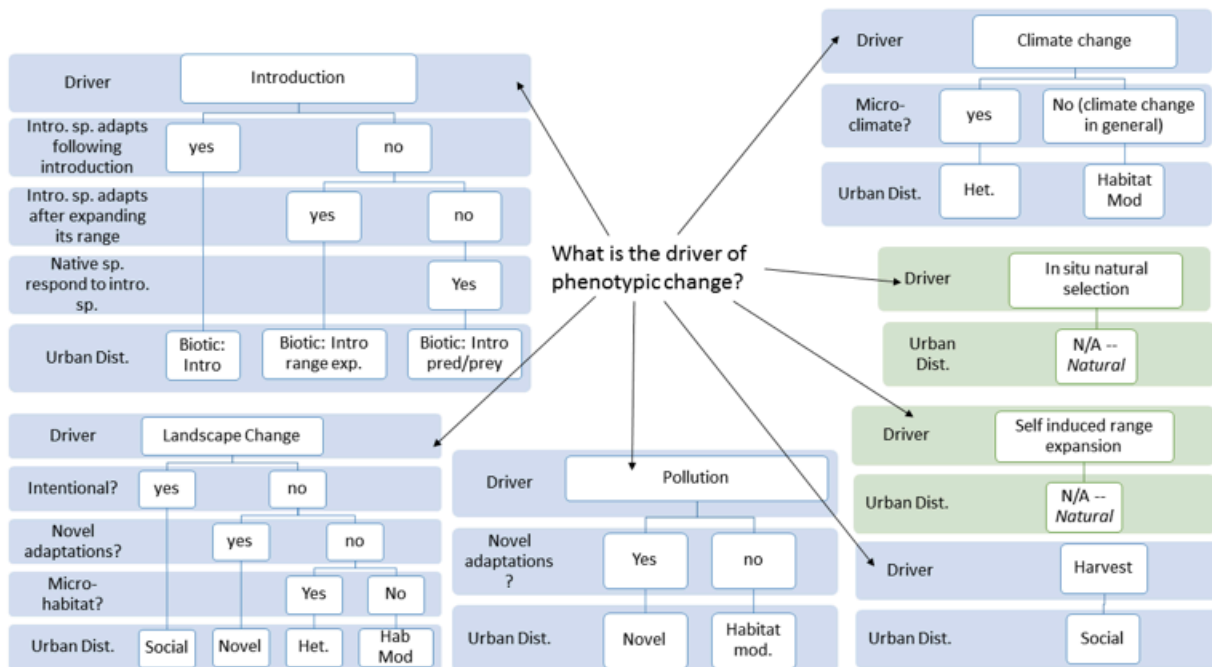 Driver
Introduction
Intro. sp. adapts
following
introduction
yes
no
Intro. sp. adapts
after expanding
its range
yes
no
Native sp.
respond to intro.
sp.
Yes
Urban Dist.
Biotic:
Intro
Biotic: Intro
range exp.
Biotic: Intro
pred/prey
Driver
Climate change
Micro-
climate?
yes
No (climate change
in general)
Urban Dist.
Het.
Habitat
Mod
What is the driver of
phenotypic change?
Driver
In situ natural
selection
Urban
Dist.
N/A --
Natural
Driver
Self induced range
expansion
Urban Dist.
N/A --
Natural
Driver
Landscape Change
Intentional?
yes
no
Novel
adaptations?
yes
no
Micro-
habitat?
Yes
No
Urban Dist.
Social
Novel
Het.
Hab
Mod
Driver
Pollution
Novel
adaptations
?
Yes
no
Urban Dist.
Novel
Habitat
mod.
Driver
Harvest
Urban Dist.
Social